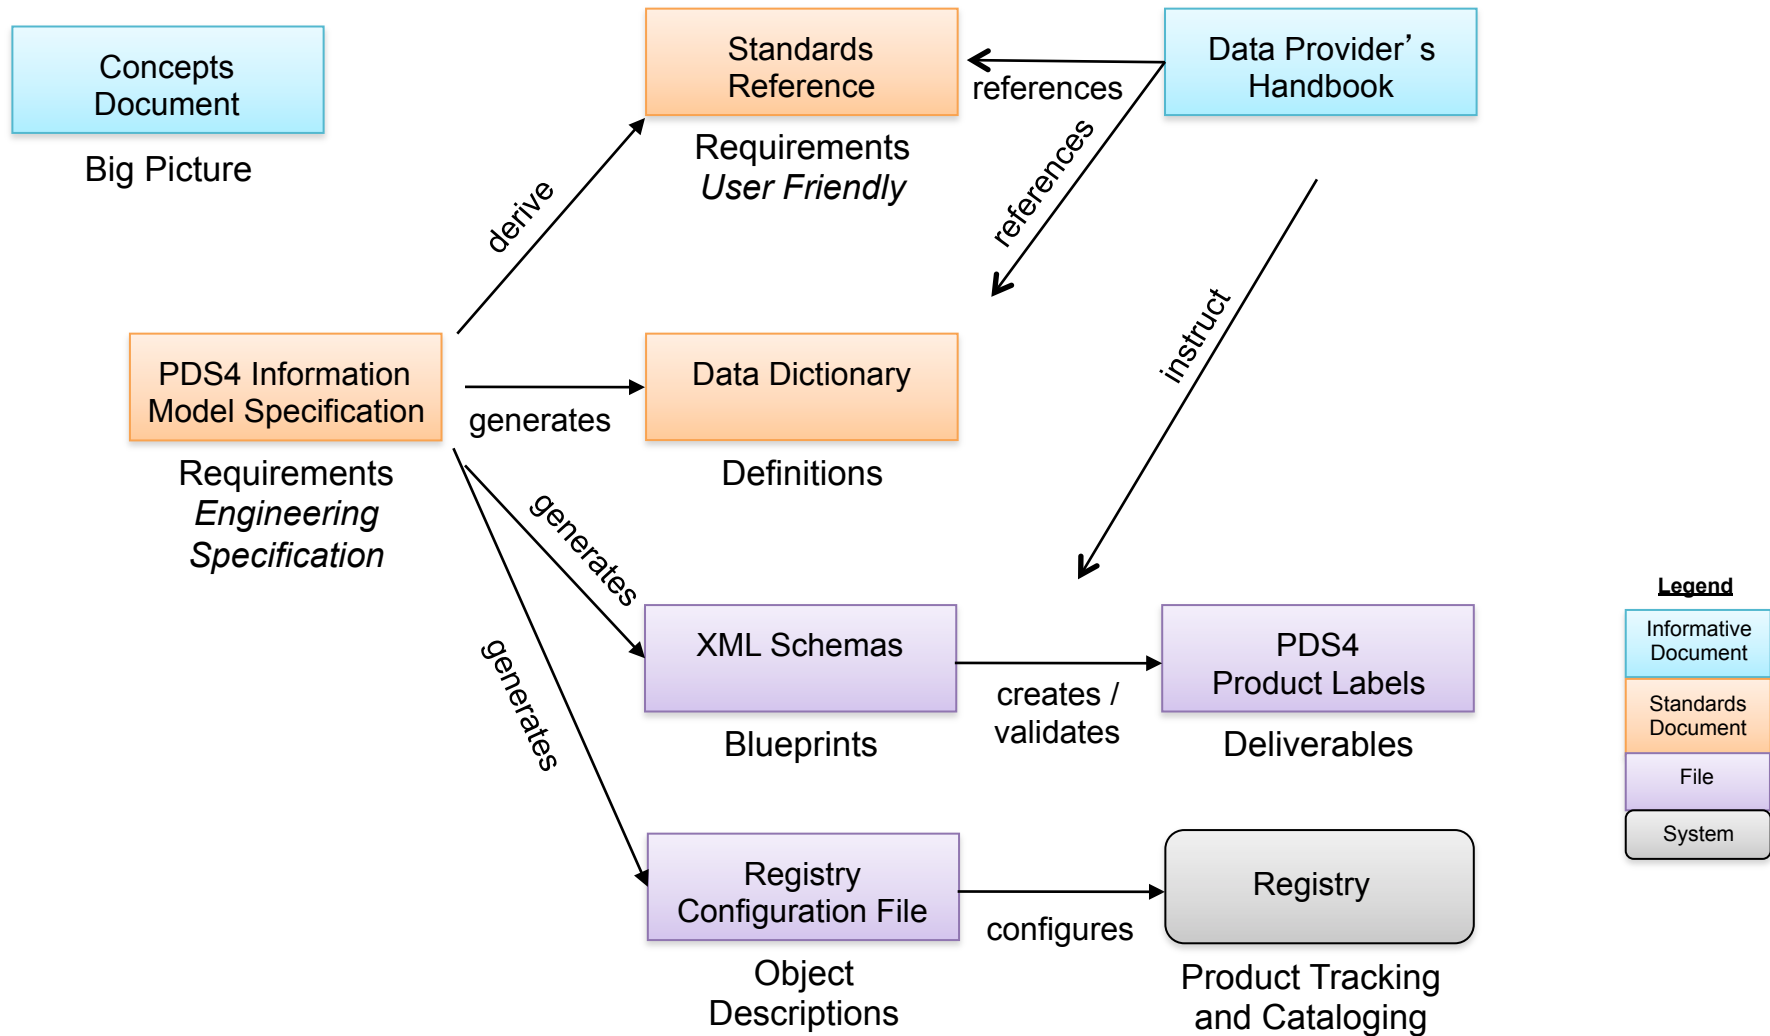 Concepts
Document
Big Picture
Standards
Reference
Requirements
User Friendly
references
Data Provider’s
Handbook
references
derive
instruct
PDS4 Information
Model Specification
Requirements
Engineering
Specification
generates
Data Dictionary
Definitions
generates
generates
XML Schemas
Blueprints
creates /
validates
PDS4
Product Labels
Deliverables
Registry
Configuration File
Object
Descriptions
configures
Registry
Product Tracking
and Cataloging
Legend
Informative
Document
Standards
Document
File
System